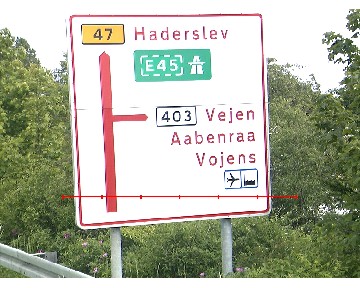 47 Haderslev
E45
403 Vejen
Aabenraa
Vojens